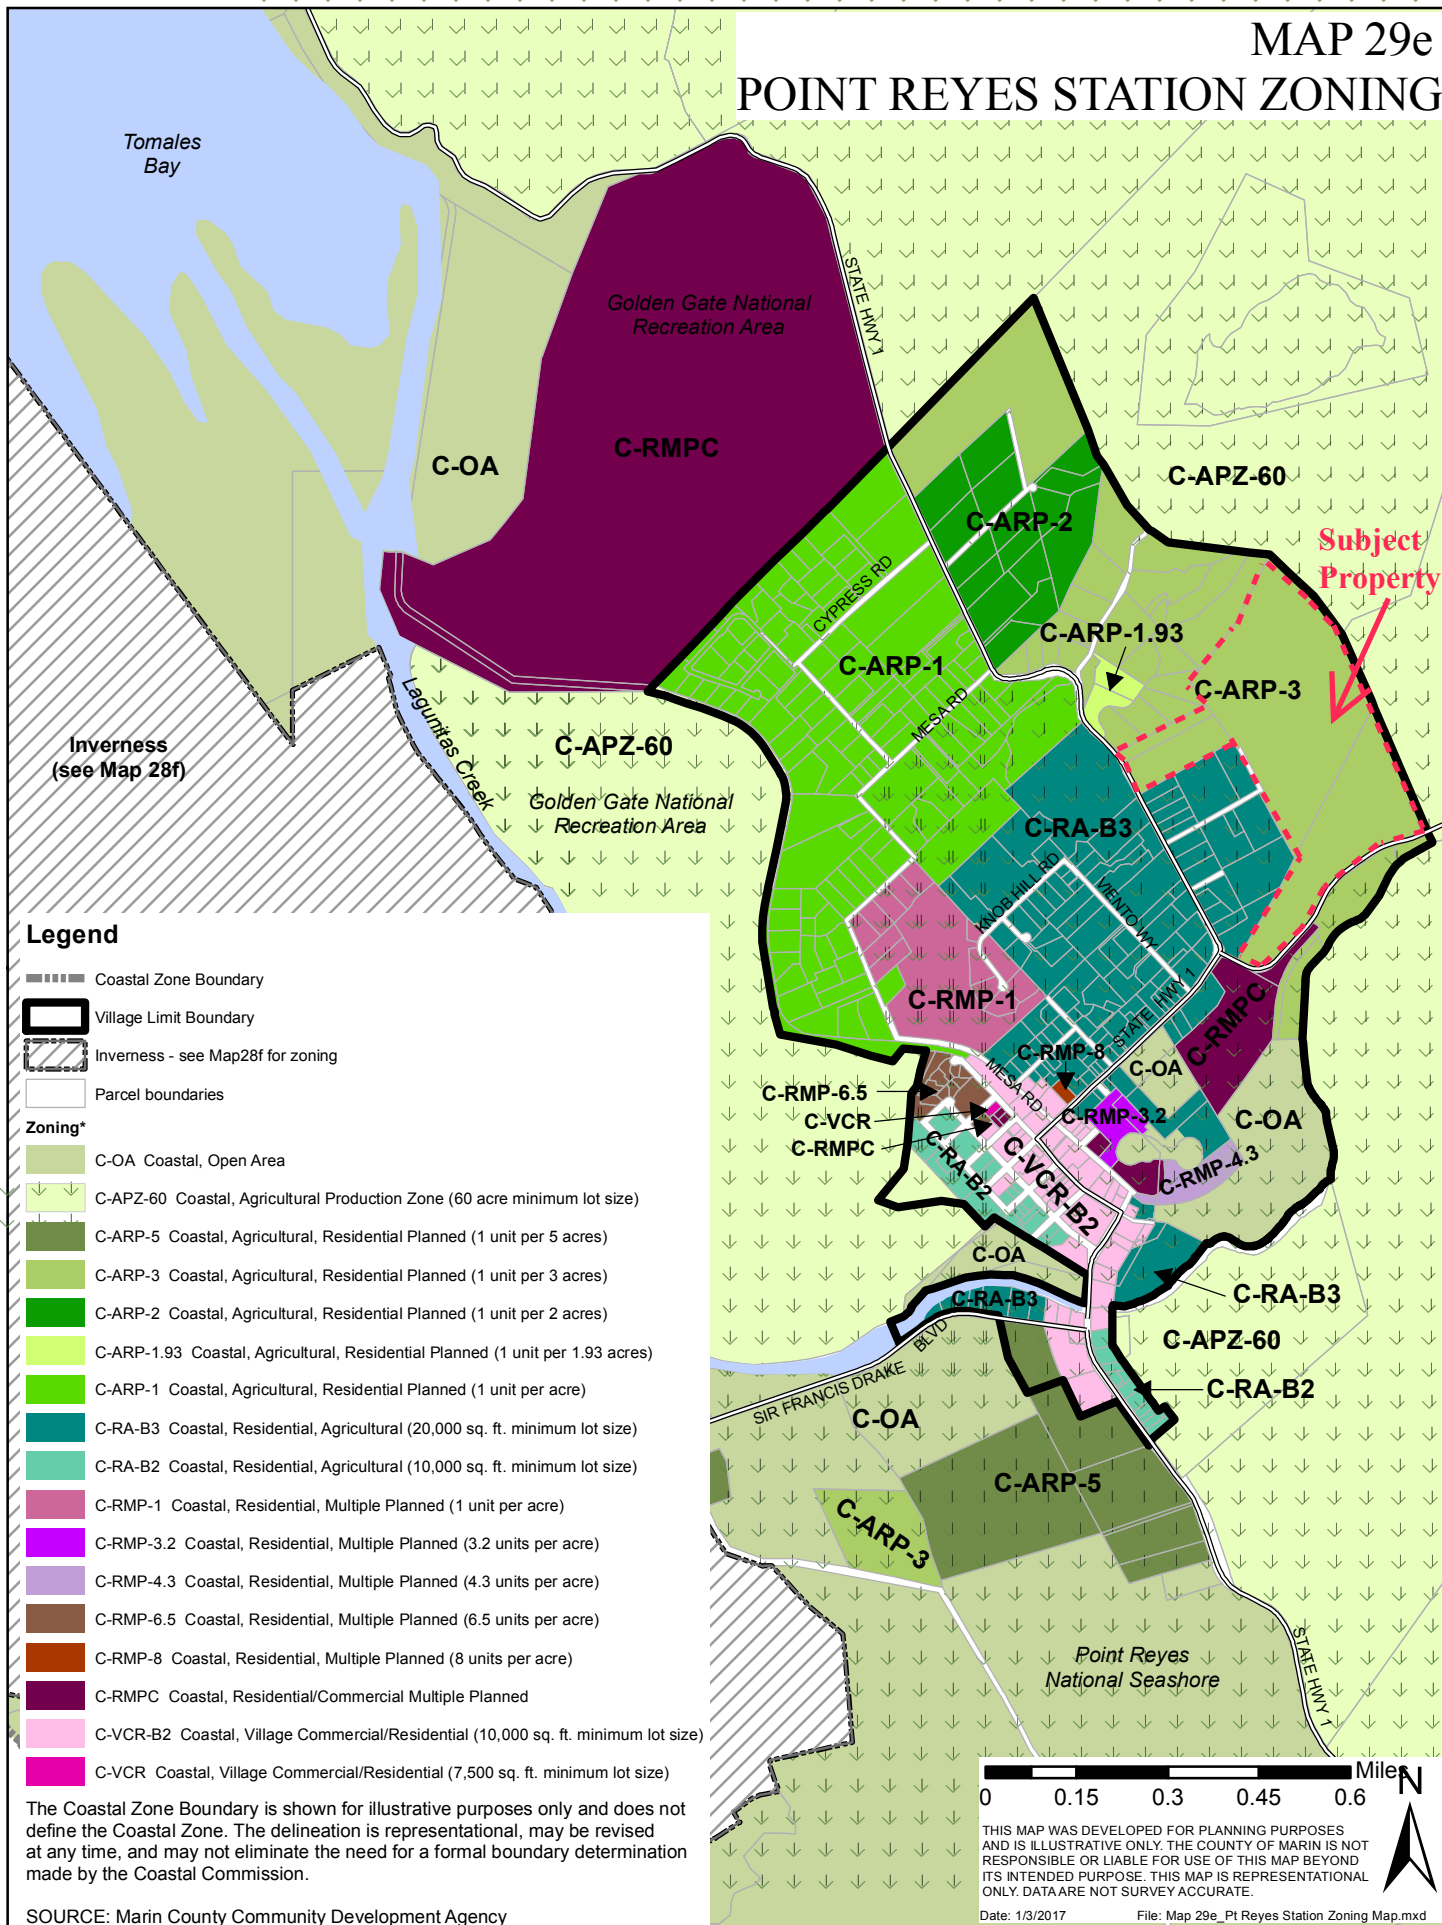 MAP 29e
POINT REYES STATION ZONING
Tomales
Bay
Golden Gate National
Recreation Area
STATE HWY 1
C-OA
C-RMPC
C-APZ-60
C-ARP-2
Subject
Property
CYPRESS RD
C-ARP-1.93
C-ARP-1
C-ARP-3
MESA RD
Lagunitas Creek
Inverness
(see Map 28f)
C-APZ-60
Golden Gate National
Recreation Area
C-RA-B3
KNOB HILL RD
VIENTO WY
C-RMP-1
STATE HWY 1
C-RMPC
C-RMP-8
C-OA
MESA RD
C-RMP-6.5
C-VCR
C-RMPC
C-RMP-3.2
C-OA
C-RA-B2
C-VCR-B2
C-RMP-4.3
C-OA
C-RA-B3
C-RA-B3
C-APZ-60
C-RA-B2
SIR FRANCIS DRAKE BLVD
C-OA
C-ARP-5
C-ARP-3
Point Reyes
National Seashore
STATE HWY 1
Legend
Coastal Zone Boundary
Village Limit Boundary
Inverness - see Map28f for zoning
Parcel boundaries
Zoning*
C-OA Coastal, Open Area
C-APZ-60 Coastal, Agricultural Production Zone (60 acre minimum lot size)
C-ARP-5 Coastal, Agricultural, Residential Planned (1 unit per 5 acres)
C-ARP-3 Coastal, Agricultural, Residential Planned (1 unit per 3 acres)
C-ARP-2 Coastal, Agricultural, Residential Planned (1 unit per 2 acres)
C-ARP-1.93 Coastal, Agricultural, Residential Planned (1 unit per 1.93 acres)
C-ARP-1 Coastal, Agricultural, Residential Planned (1 unit per acre)
C-RA-B3 Coastal, Residential, Agricultural (20,000 sq. ft. minimum lot size)
C-RA-B2 Coastal, Residential, Agricultural (10,000 sq. ft. minimum lot size)
C-RMP-1 Coastal, Residential, Multiple Planned (1 unit per acre)
C-RMP-3.2 Coastal, Residential, Multiple Planned (3.2 units per acre)
C-RMP-4.3 Coastal, Residential, Multiple Planned (4.3 units per acre)
C-RMP-6.5 Coastal, Residential, Multiple Planned (6.5 units per acre)
C-RMP-8 Coastal, Residential, Multiple Planned (8 units per acre)
C-RMPC Coastal, Residential/Commercial Multiple Planned
C-VCR-B2 Coastal, Village Commercial/Residential (10,000 sq. ft. minimum lot size)
C-VCR Coastal, Village Commercial/Residential (7,500 sq. ft. minimum lot size)
The Coastal Zone Boundary is shown for illustrative purposes only and does not
define the Coastal Zone. The delineation is representational, may be revised
at any time, and may not eliminate the need for a formal boundary determination
made by the Coastal Commission.
SOURCE: Marin County Community Development Agency
Miles
N
0 0.15 0.3 0.45 0.6
THIS MAP WAS DEVELOPED FOR PLANNING PURPOSES
AND IS ILLUSTRATIVE ONLY. THE COUNTY OF MARIN IS NOT
RESPONSIBLE OR LIABLE FOR USE OF THIS MAP BEYOND
ITS INTENDED PURPOSE. THIS MAP IS REPRESENTATIONAL
ONLY. DATA ARE NOT SURVEY ACCURATE.
Date: 1/3/2017 File: Map 29e_Pt Reyes Station Zoning Map.mxd